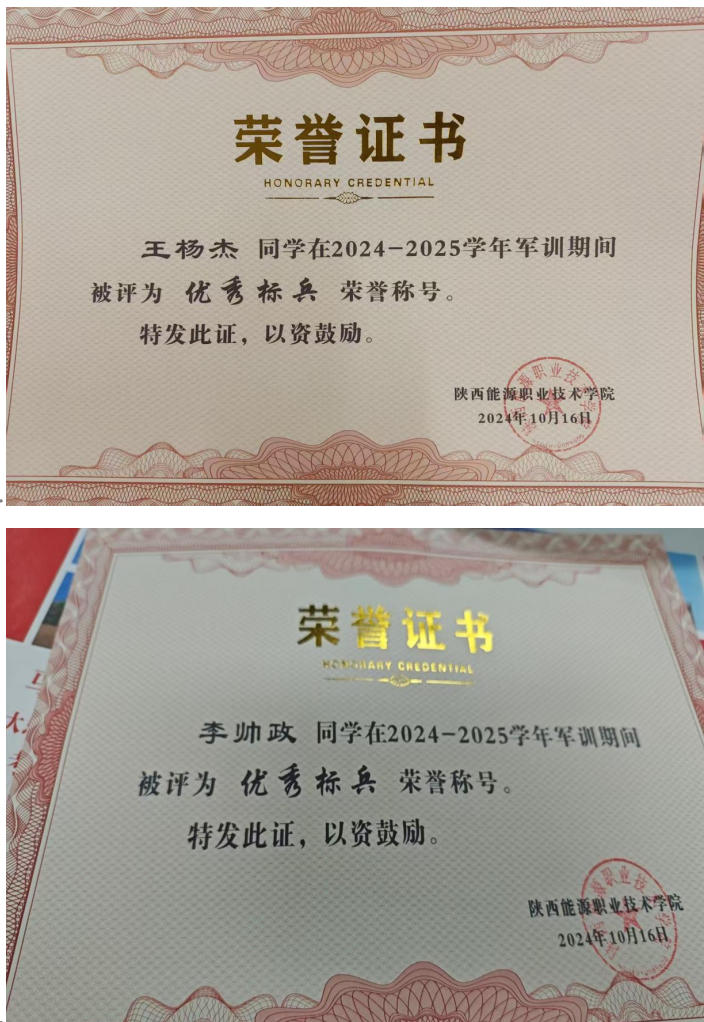 荣誉证书
HONORARY CREDENTIAL
王杨杰 同学在2024-2025学年军训期间
被评为 优秀标兵 荣誉称号。
特发此证，以资鼓励。
陕西能源职业技术学院
2024年10月16日
荣誉证书
HONORARY CREDENTIAL
李帅政 同学在2024-2025学年军训期间
被评为 优秀标兵 荣誉称号。
特发此证，以资鼓励。
陕西能源职业技术学院
2024年10月16日